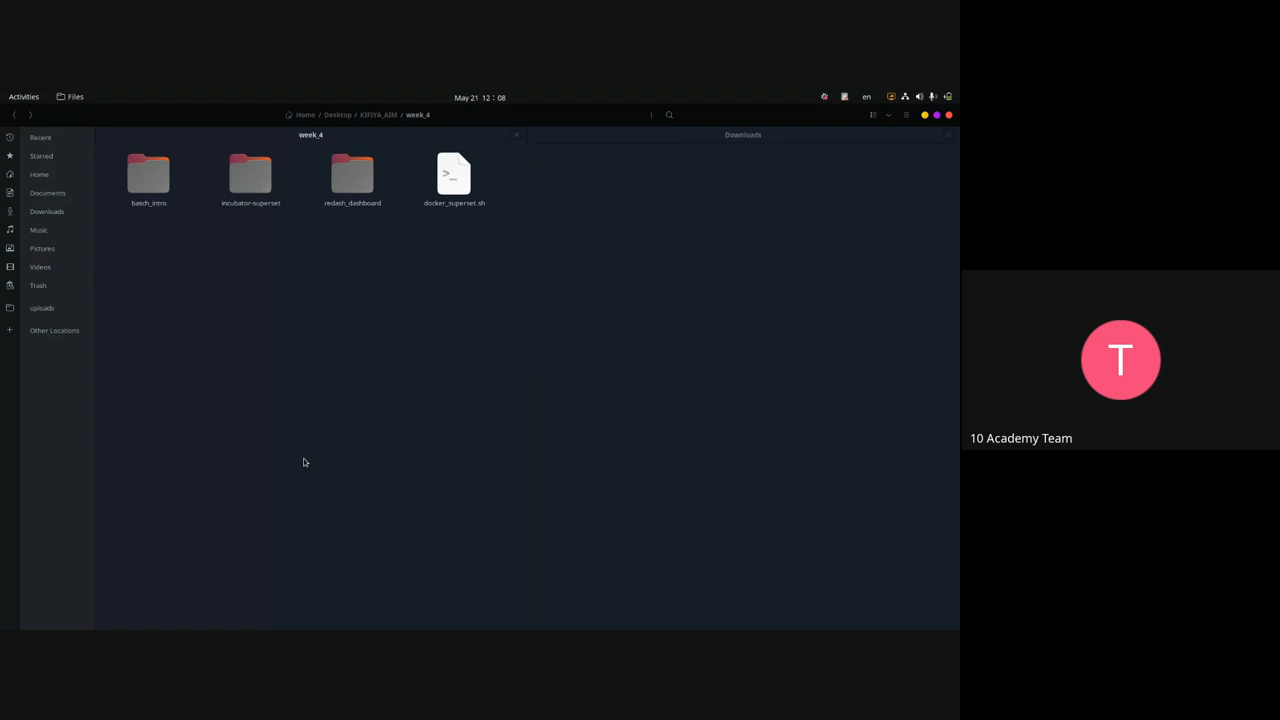 Activities Files May 21 12:08 en
Home / Desktop / KIFIYA_AIM / week_4
week_4 Downloads
Recent
Starred
Home
Documents
Downloads
Music
Pictures
Videos
Trash
uploads
Other Locations
basch_intro incubator-superset redash_dashboard docker_superset.sh
>_
T
10 Academy Team